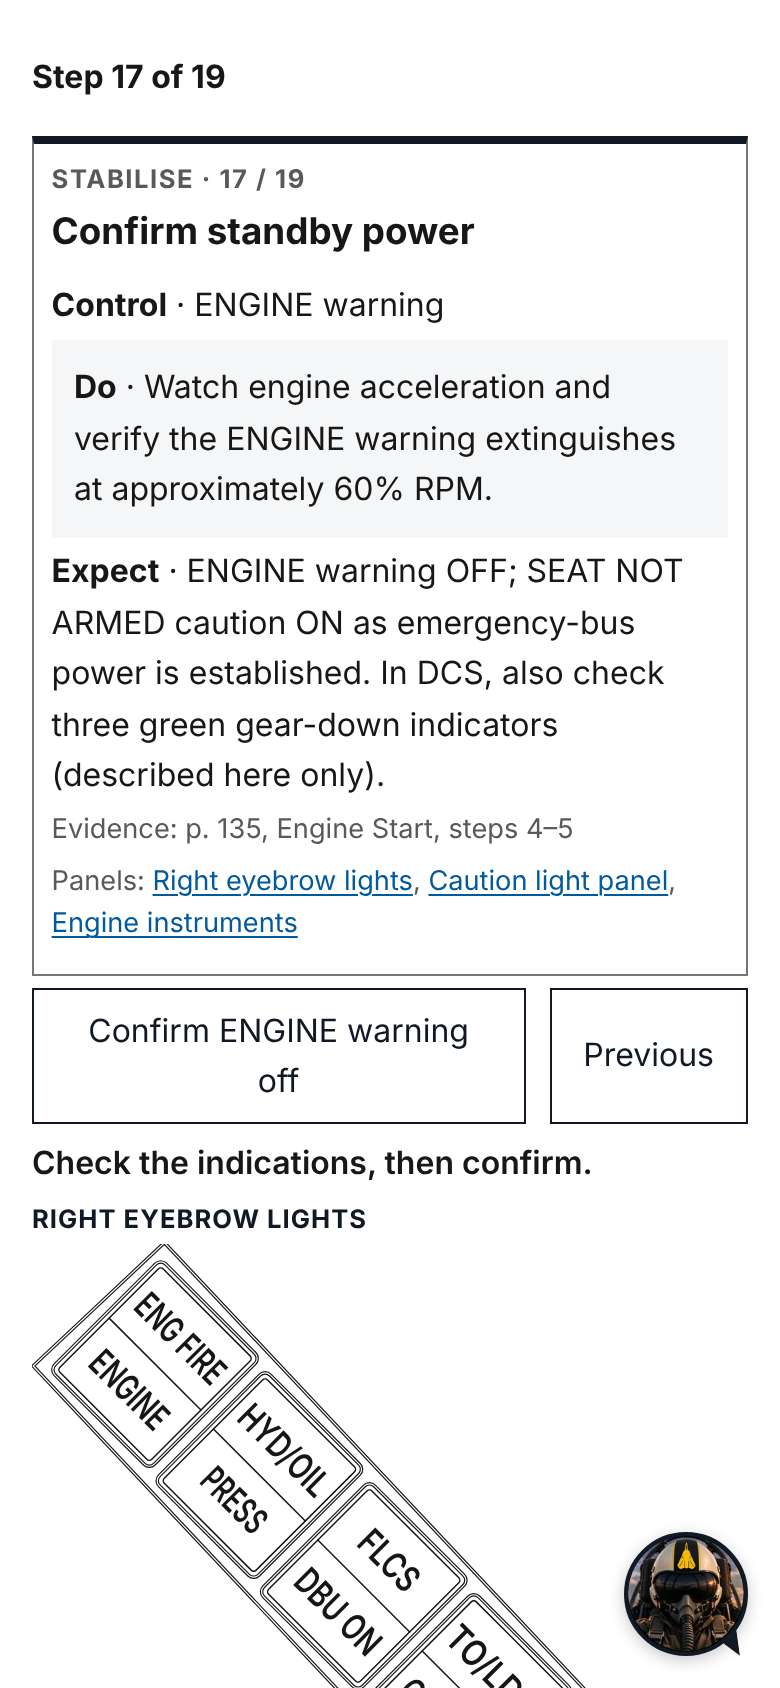 Step 17 of 19
STABILISE · 17 / 19
Confirm standby power
Control · ENGINE warning
Do · Watch engine acceleration and
verify the ENGINE warning extinguishes
at approximately 60% RPM.
Expect · ENGINE warning OFF; SEAT NOT
ARMED caution ON as emergency-bus
power is established. In DCS, also check
three green gear-down indicators
(described here only).
Evidence: p. 135, Engine Start, steps 4–5
Panels: Right eyebrow lights, Caution light panel,
Engine instruments
Confirm ENGINE warning
off
Previous
Check the indications, then confirm.
RIGHT EYEBROW LIGHTS
ENG FIRE
ENGINE
HYD/OIL
PRESS
FLCS
DBU ON